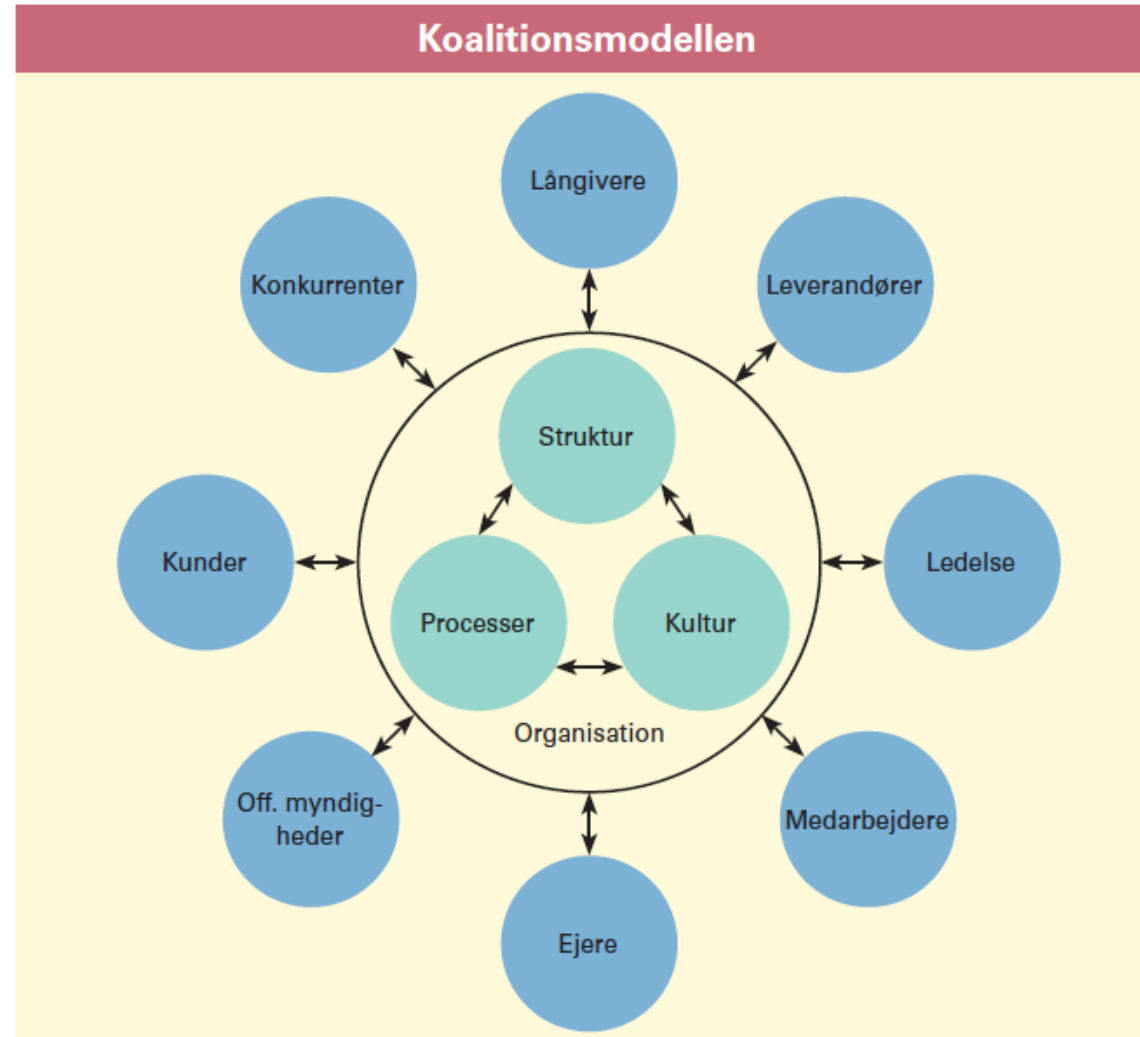 Koalitionsmodellen
Långivere
Konkurrenter
Leverandører
Struktur
Kunder
Ledelse
Processer
Kultur
Organisation
Off. myndig-
heder
Medarbejdere
Ejere